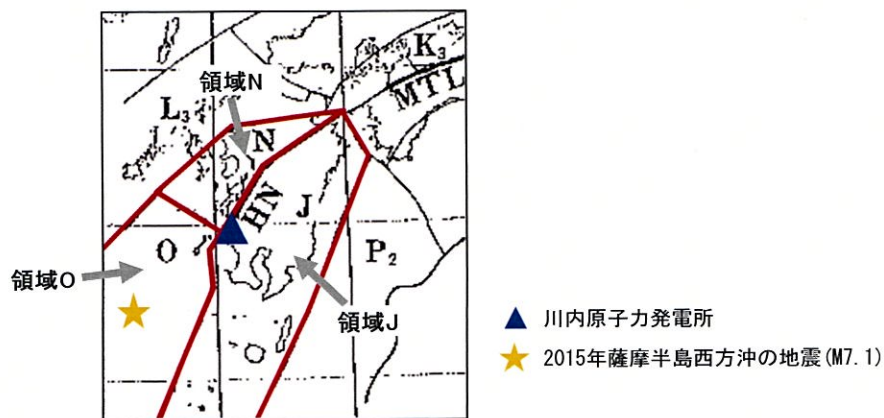 K₃
領域N
MTL
L₃
N
HN
J
O
P₂
領域O
領域J
川内原子力発電所
2015年薩摩半島西方沖の地震(M7.1)